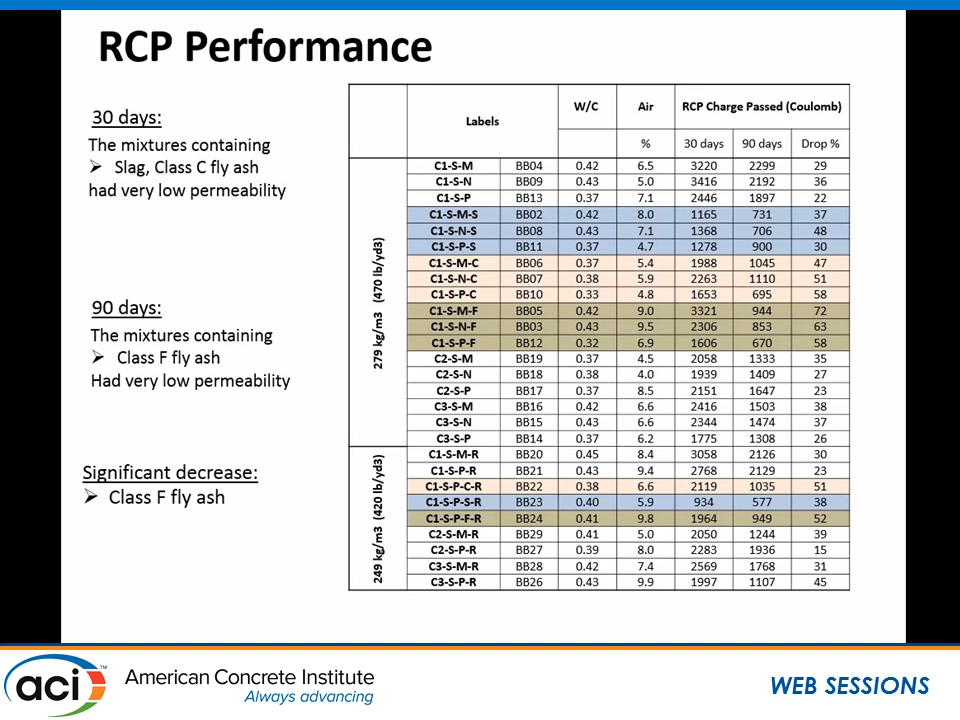 RCP Performance
30 days:
The mixtures containing
➤ Slag, Class C fly ash
had very low permeability
90 days:
The mixtures containing
➤ Class F fly ash
Had very low permeability
Significant decrease:
➤ Class F fly ash
Labels W/C Air RCP Charge Passed (Coulomb)
% 30 days 90 days Drop %
279 kg/m3 (470 lb/yd3)
C1-S-M BB04 0.42 6.5 3220 2299 29
C1-S-N BB09 0.43 5.0 3416 2192 36
C1-S-P BB13 0.37 7.1 2446 1897 22
C1-S-M-S BB02 0.42 8.0 1165 731 37
C1-S-N-S BB08 0.43 7.1 1368 706 48
C1-S-P-S BB11 0.37 4.7 1278 900 30
C1-S-M-C BB06 0.37 5.4 1988 1045 47
C1-S-N-C BB07 0.38 5.9 2263 1110 51
C1-S-P-C BB10 0.33 4.8 1653 695 58
C1-S-M-F BB05 0.42 9.0 3321 944 72
C1-S-N-F BB03 0.43 9.5 2306 853 63
C1-S-P-F BB12 0.32 6.9 1606 670 58
C2-S-M BB19 0.37 4.5 2058 1333 35
C2-S-N BB18 0.38 4.0 1939 1409 27
C2-S-P BB17 0.37 8.5 2151 1647 23
C3-S-M BB16 0.42 6.6 2416 1503 38
C3-S-N BB15 0.43 6.6 2344 1474 37
C3-S-P BB14 0.37 6.2 1775 1308 26
249 kg/m3 (420 lb/yd3)
C1-S-M-R BB20 0.45 8.4 3058 2126 30
C1-S-P-R BB21 0.43 9.4 2768 2129 23
C1-S-P-C-R BB22 0.38 6.6 2119 1035 51
C1-S-P-S-R BB23 0.40 5.9 934 577 38
C1-S-P-F-R BB24 0.41 9.8 1964 949 52
C2-S-M-R BB29 0.41 5.0 2050 1244 39
C2-S-P-R BB27 0.39 8.0 2283 1936 15
C3-S-M-R BB28 0.42 7.4 2569 1768 31
C3-S-P-R BB26 0.43 9.9 1997 1107 45
aci™
American Concrete Institute
Always advancing
WEB SESSIONS